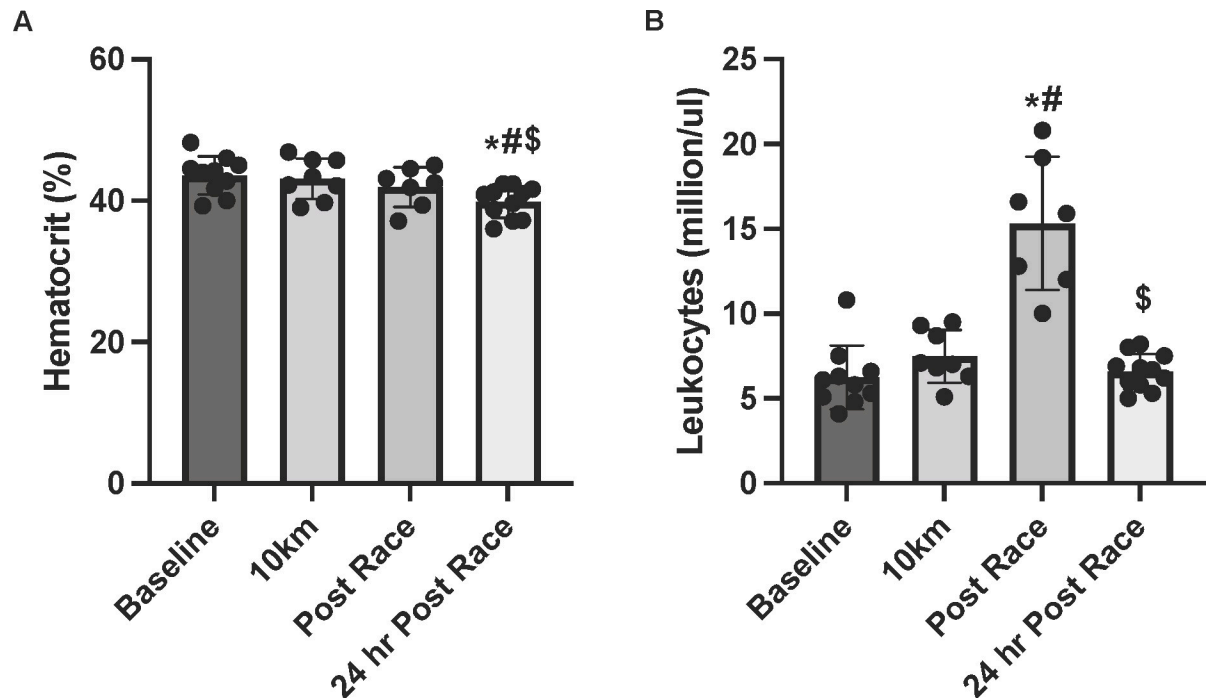 A
Hematocrit (%)
60
40
20
0
*#$
Baseline
10km
Post Race
24 hr Post Race
B
Leukocytes (million/ul)
25
20
15
10
5
0
*#
$
Baseline
10km
Post Race
24 hr Post Race